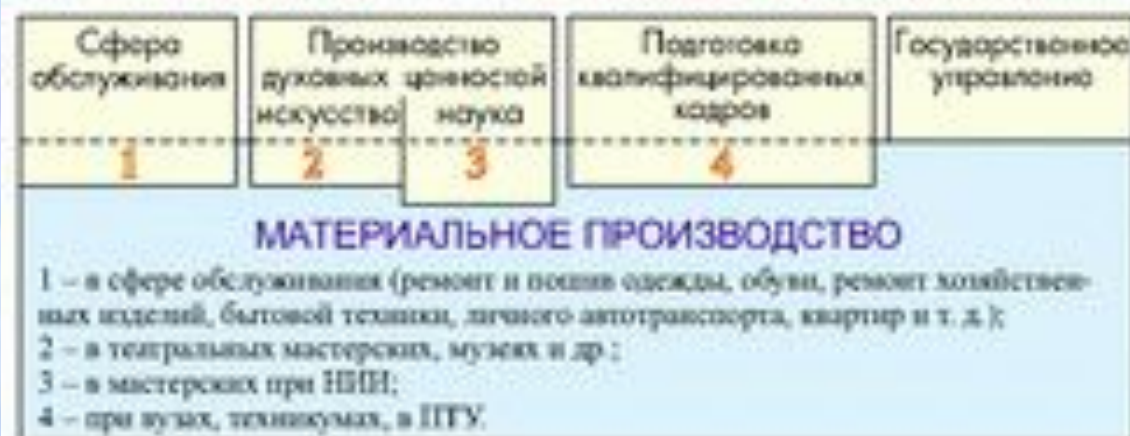 Сфера
обслуживания
Производство
духовных ценностей
искусство наука
Подготовка
квалифицированных
кадров
Государственное
управление
1
2
3
4
МАТЕРИАЛЬНОЕ ПРОИЗВОДСТВО
1 – в сфере обслуживания (ремонт и пошив одежды, обуви, ремонт хозяйствен-
ных изделий, бытовой техники, личного автотранспорта, квартир и т. д.);
2 – в театральных мастерских, музеях и др.;
3 – в мастерских при НИИ;
4 – при вузах, техникумах, в ПТУ.